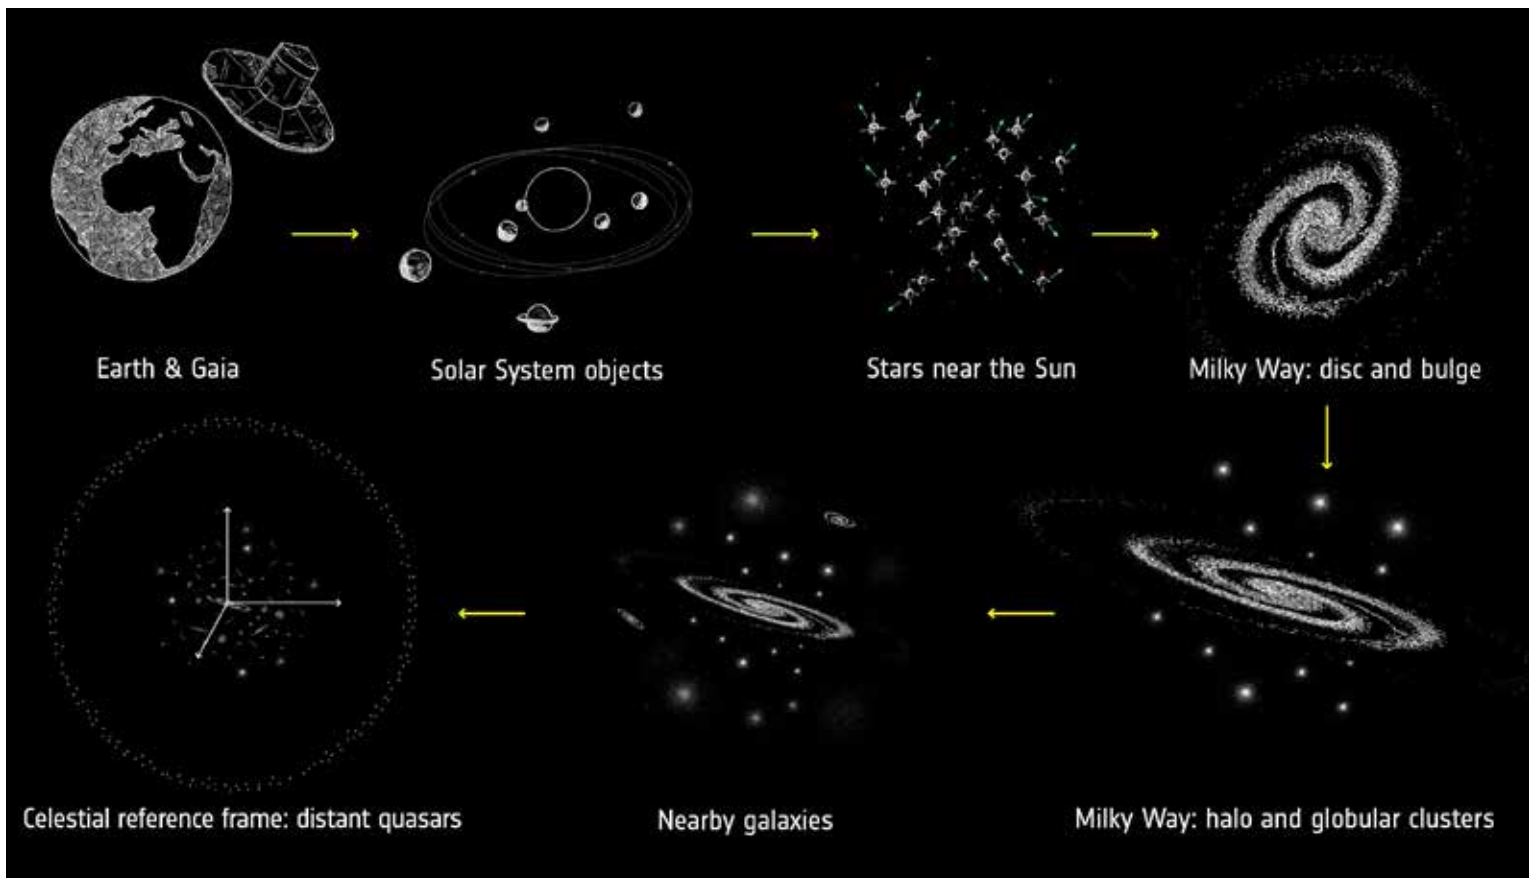 Earth & Gaia
Solar System objects
Stars near the Sun
Milky Way: disc and bulge
Milky Way: halo and globular clusters
Nearby galaxies
Celestial reference frame: distant quasars